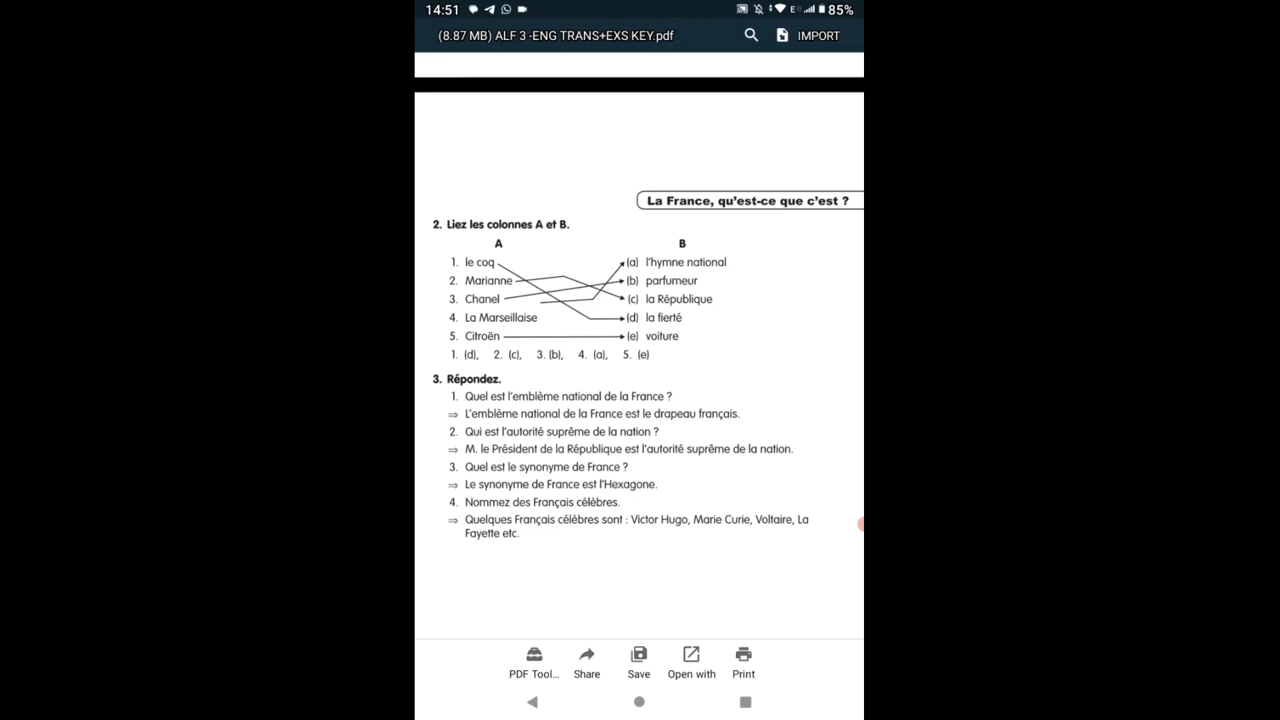 14:51 E 85%
(8.87 MB) ALF 3 -ENG TRANS+EXS KEY.pdf IMPORT
La France, qu'est-ce que c'est ?
2. Liez les colonnes A et B.
A B
1. le coq (a) l'hymne national
2. Marianne (b) parfumeur
3. Chanel (c) la République
4. La Marseillaise (d) la fierté
5. Citroën (e) voiture
1. (d), 2. (c), 3. (b), 4. (a), 5. (e)
3. Répondez.
1. Quel est l'emblème national de la France ?
⇒ L'emblème national de la France est le drapeau français.
2. Qui est l'autorité suprême de la nation ?
⇒ M. le Président de la République est l'autorité suprême de la nation.
3. Quel est le synonyme de France ?
⇒ Le synonyme de France est l'Hexagone.
4. Nommez des Français célèbres.
⇒ Quelques Français célèbres sont : Victor Hugo, Marie Curie, Voltaire, La
Fayette etc.
PDF Tool... Share Save Open with Print